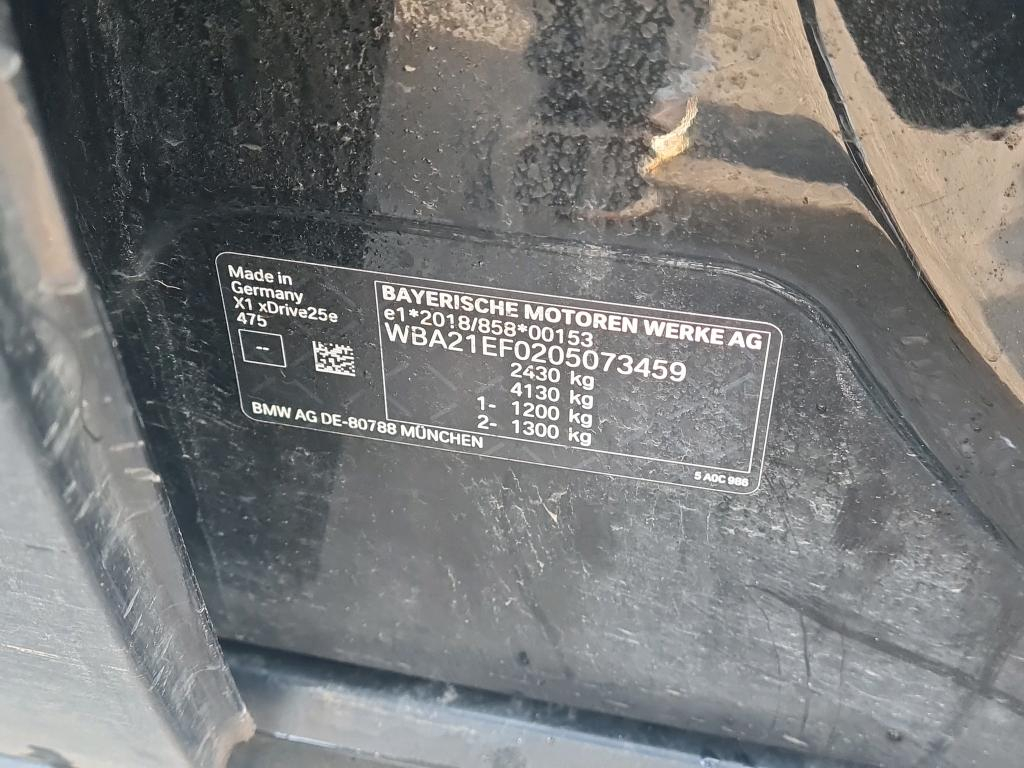 Made in
Germany
X1 xDrive25e
475
--
BAYERISCHE MOTOREN WERKE AG
e1*2018/858*00153
WBA21EF0205073459
2430 kg
4130 kg
1- 1200 kg
2- 1300 kg
BMW AG DE-80788 MÜNCHEN
5 A0C 986